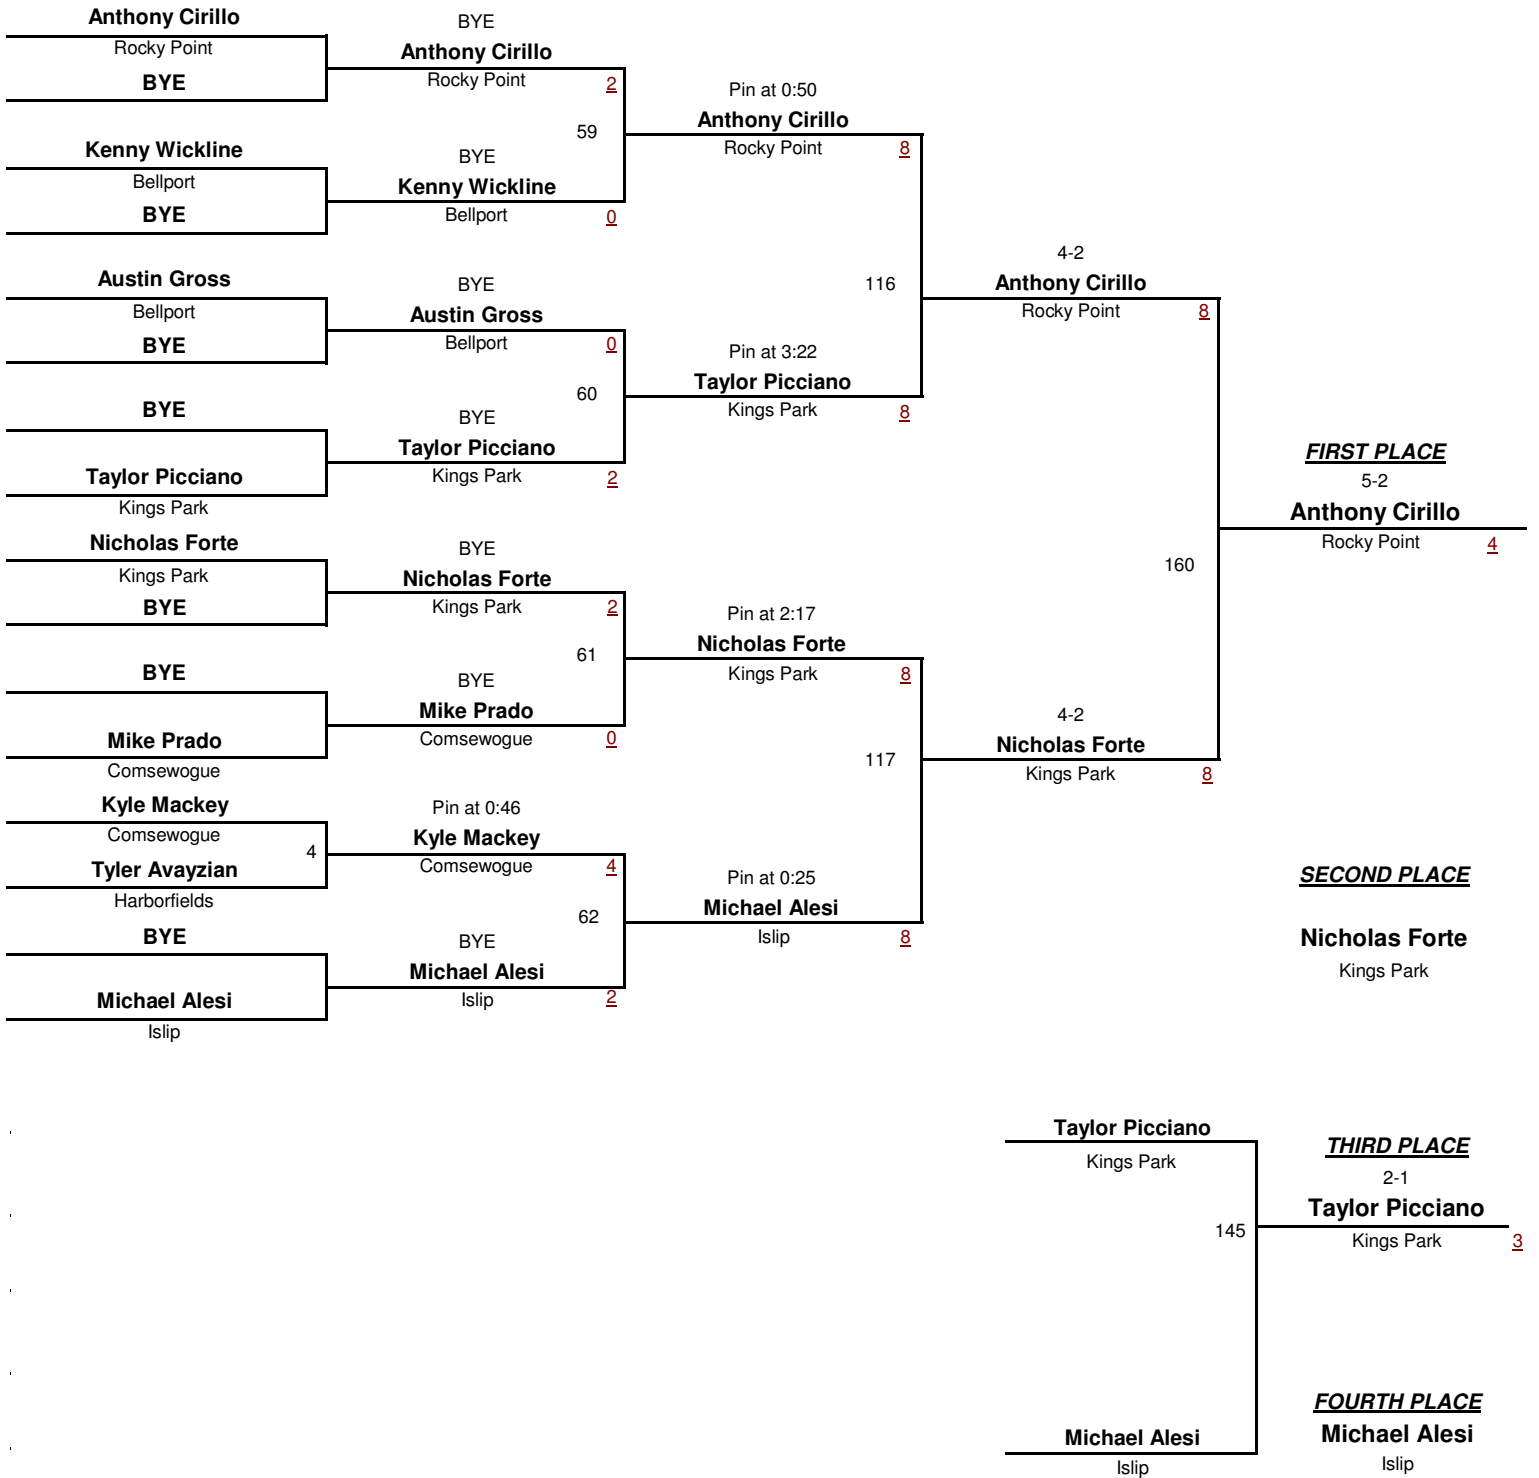 Anthony Cirillo
Rocky Point
BYE
Kenny Wickline
Bellport
BYE
Austin Gross
Bellport
BYE
BYE
Taylor Picciano
Kings Park
Nicholas Forte
Kings Park
BYE
BYE
Mike Prado
Comsewogue
Kyle Mackey
Comsewogue
4
Tyler Avayzian
Harborfields
BYE
Michael Alesi
Islip
BYE
Anthony Cirillo
Rocky Point 2
59
BYE
Kenny Wickline
Bellport 0
BYE
Austin Gross
Bellport 0
60
BYE
Taylor Picciano
Kings Park 2
BYE
Nicholas Forte
Kings Park 2
61
BYE
Mike Prado
Comsewogue 0
Pin at 0:46
Kyle Mackey
Comsewogue 4
62
BYE
Michael Alesi
Islip 2
Pin at 0:50
Anthony Cirillo
Rocky Point 8
116
Pin at 3:22
Taylor Picciano
Kings Park 8
Pin at 2:17
Nicholas Forte
Kings Park 8
117
Pin at 0:25
Michael Alesi
Islip 8
4-2
Anthony Cirillo
Rocky Point 8
160
4-2
Nicholas Forte
Kings Park 8
FIRST PLACE
5-2
Anthony Cirillo
Rocky Point 4
SECOND PLACE
Nicholas Forte
Kings Park
Taylor Picciano
Kings Park
145
Michael Alesi
Islip
THIRD PLACE
2-1
Taylor Picciano
Kings Park 3
FOURTH PLACE
Michael Alesi
Islip